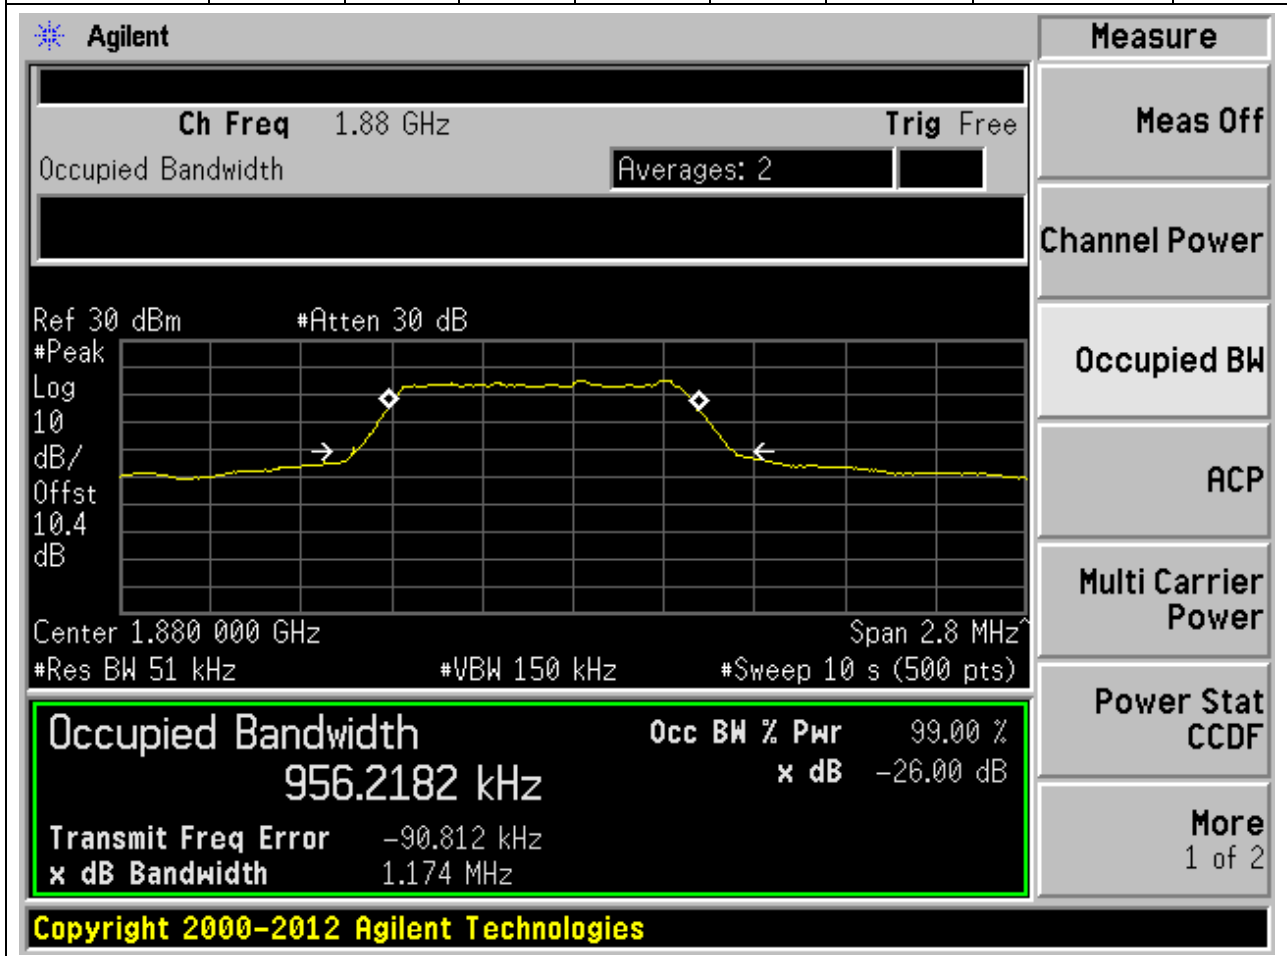 Agilent
Measure
Ch Freq 1.88 GHz Trig Free
Meas Off
Occupied Bandwidth Averages: 2
Channel Power
Ref 30 dBm #Atten 30 dB
#Peak
Occupied BW
Log
10
dB/
ACP
Offst
10.4
dB
Multi Carrier
Power
Center 1.880 000 GHz Span 2.8 MHz^
#Res BW 51 kHz #VBW 150 kHz #Sweep 10 s (500 pts)
Power Stat
CCDF
Occupied Bandwidth Occ BW % Pwr 99.00 %
956.2182 kHz x dB -26.00 dB
Transmit Freq Error -90.812 kHz
x dB Bandwidth 1.174 MHz
More
1 of 2
Copyright 2000-2012 Agilent Technologies